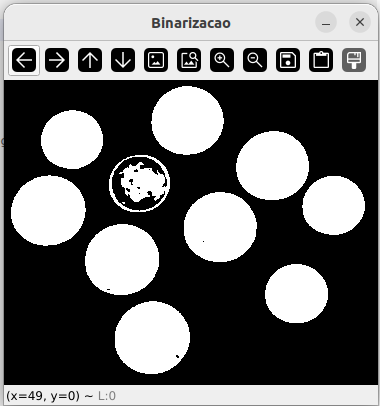 Binarizacao
(x=49, y=0) ~ L:0